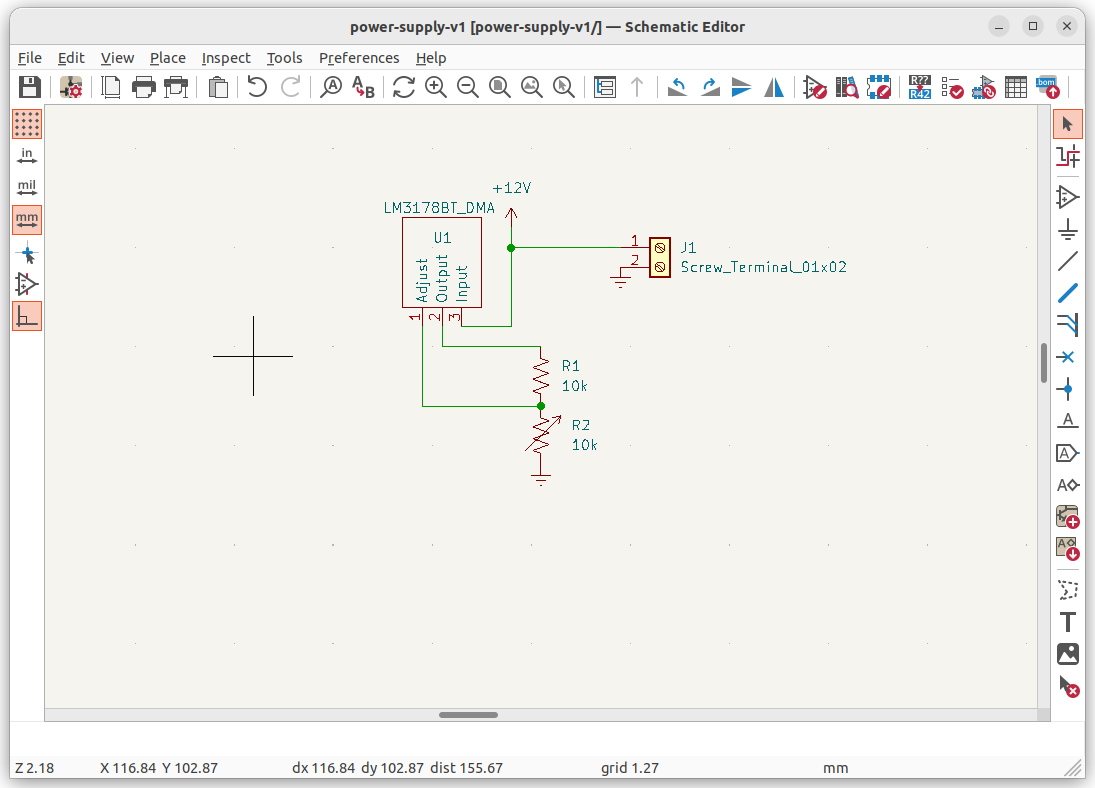 power-supply-v1 [power-supply-v1/] — Schematic Editor
File Edit View Place Inspect Tools Preferences Help
A
A B
R??
R42
.bom
in
mil
mm
+12V
LM3178BT_DMA
U1
Adjust
Output
Input
1
2
3
1
2
J1
Screw_Terminal_01x02
R1
10k
R2
10k
A
A
A
A
T
Z 2.18 X 116.84 Y 102.87 dx 116.84 dy 102.87 dist 155.67 grid 1.27 mm